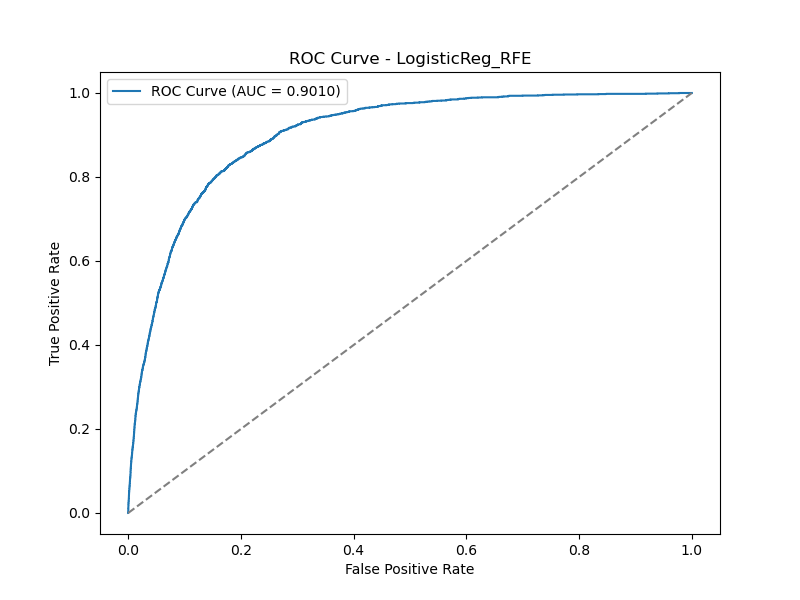 ROC Curve - LogisticReg_RFE
ROC Curve (AUC = 0.9010)
True Positive Rate
1.0
0.8
0.6
0.4
0.2
0.0
0.0 0.2 0.4 0.6 0.8 1.0
False Positive Rate